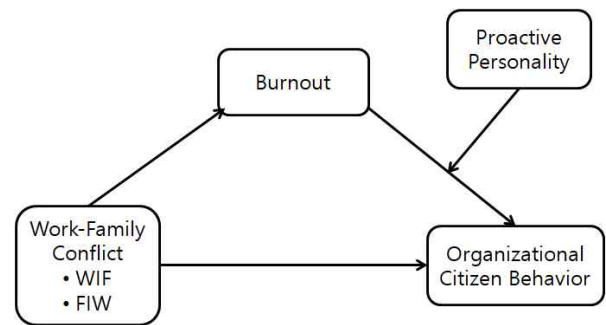 Proactive
Personality
Burnout
Work-Family
Conflict
• WIF
• FIW
Organizational
Citizen Behavior